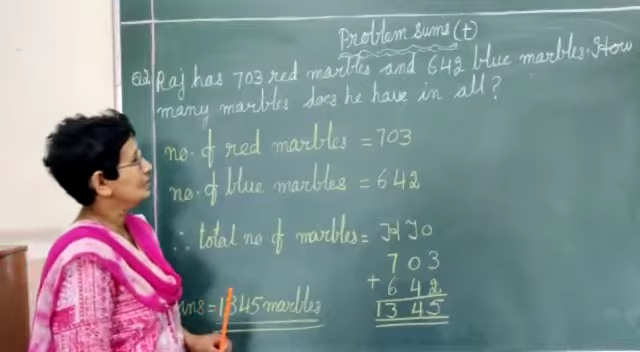 Problem Sums (t)
Q2 Raj has 703 red marbles and 642 blue marbles. How
many marbles does he have in all?
no. of red marbles = 703
no. of blue marbles = 642
∴ total no of marbles = H T O
7 0 3
+ 6 4 2
13 4 5
ans = 1345 marbles